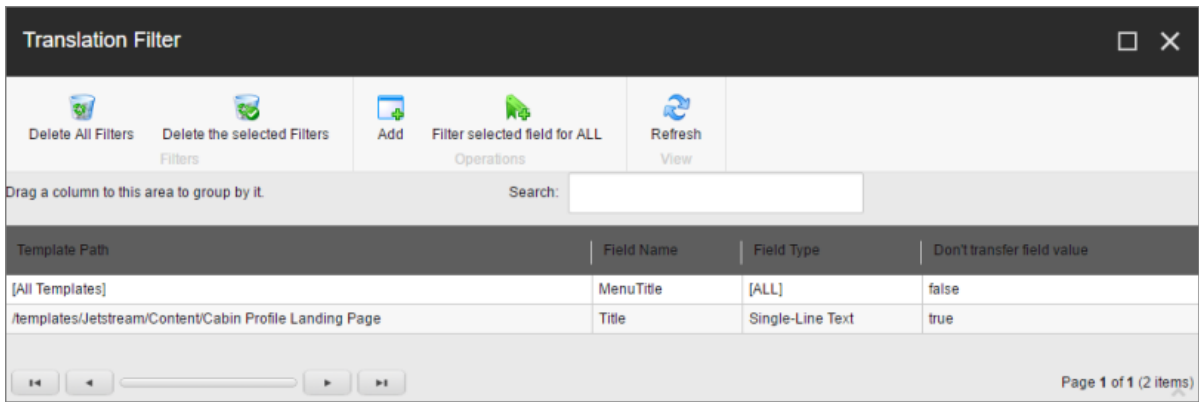 Translation Filter
Delete All Filters Delete the selected Filters Add Filter selected field for ALL Refresh
Filters Operations View
Drag a column to this area to group by it. Search:
Template Path Field Name Field Type Don't transfer field value
[All Templates] MenuTitle [ALL] false
/templates/Jetstream/Content/Cabin Profile Landing Page Title Single-Line Text true
Page 1 of 1 (2 items)